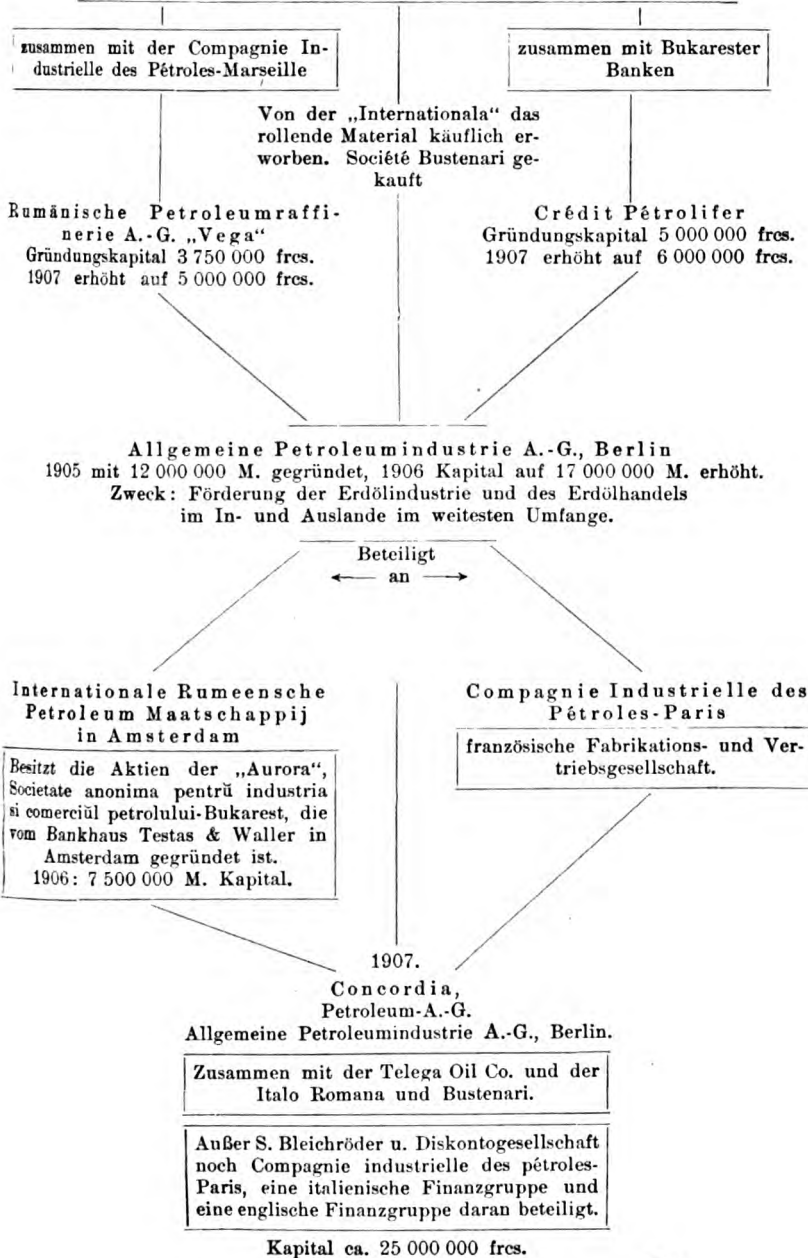 zusammen mit der Compagnie In-
dustrielle des Pétroles-Marseille
zusammen mit Bukarester
Banken
Von der „Internationala“ das
rollende Material käuflich er-
worben. Société Bustenari ge-
kauft
Rumänische Petroleumraffi-
nerie A.-G. „Vega“
Gründungskapital 3 750 000 frcs.
1907 erhöht auf 5 000 000 frcs.
Crédit Pétrolifer
Gründungskapital 5 000 000 frcs.
1907 erhöht auf 6 000 000 frcs.
Allgemeine Petroleumindustrie A.-G., Berlin
1905 mit 12 000 000 M. gegründet, 1906 Kapital auf 17 000 000 M. erhöht.
Zweck: Förderung der Erdölindustrie und des Erdölhandels
im In- und Auslande im weitesten Umfange.
Beteiligt
←— an —→
Internationale Rumeensche
Petroleum Maatschappij
in Amsterdam
Besitzt die Aktien der „Aurora“,
Societate anonima pentrŭ industria
si comerciŭl petrolului-Bukarest, die
vom Bankhaus Testas & Waller in
Amsterdam gegründet ist.
1906: 7 500 000 M. Kapital.
Compagnie Industrielle des
Pétroles-Paris
französische Fabrikations- und Ver-
triebsgesellschaft.
1907.
Concordia,
Petroleum-A.-G.
Allgemeine Petroleumindustrie A.-G., Berlin.
Zusammen mit der Telega Oil Co. und der
Italo Romana und Bustenari.
Außer S. Bleichröder u. Diskontogesellschaft
noch Compagnie industrielle des pétroles-
Paris, eine italienische Finanzgruppe und
eine englische Finanzgruppe daran beteiligt.
Kapital ca. 25 000 000 frcs.